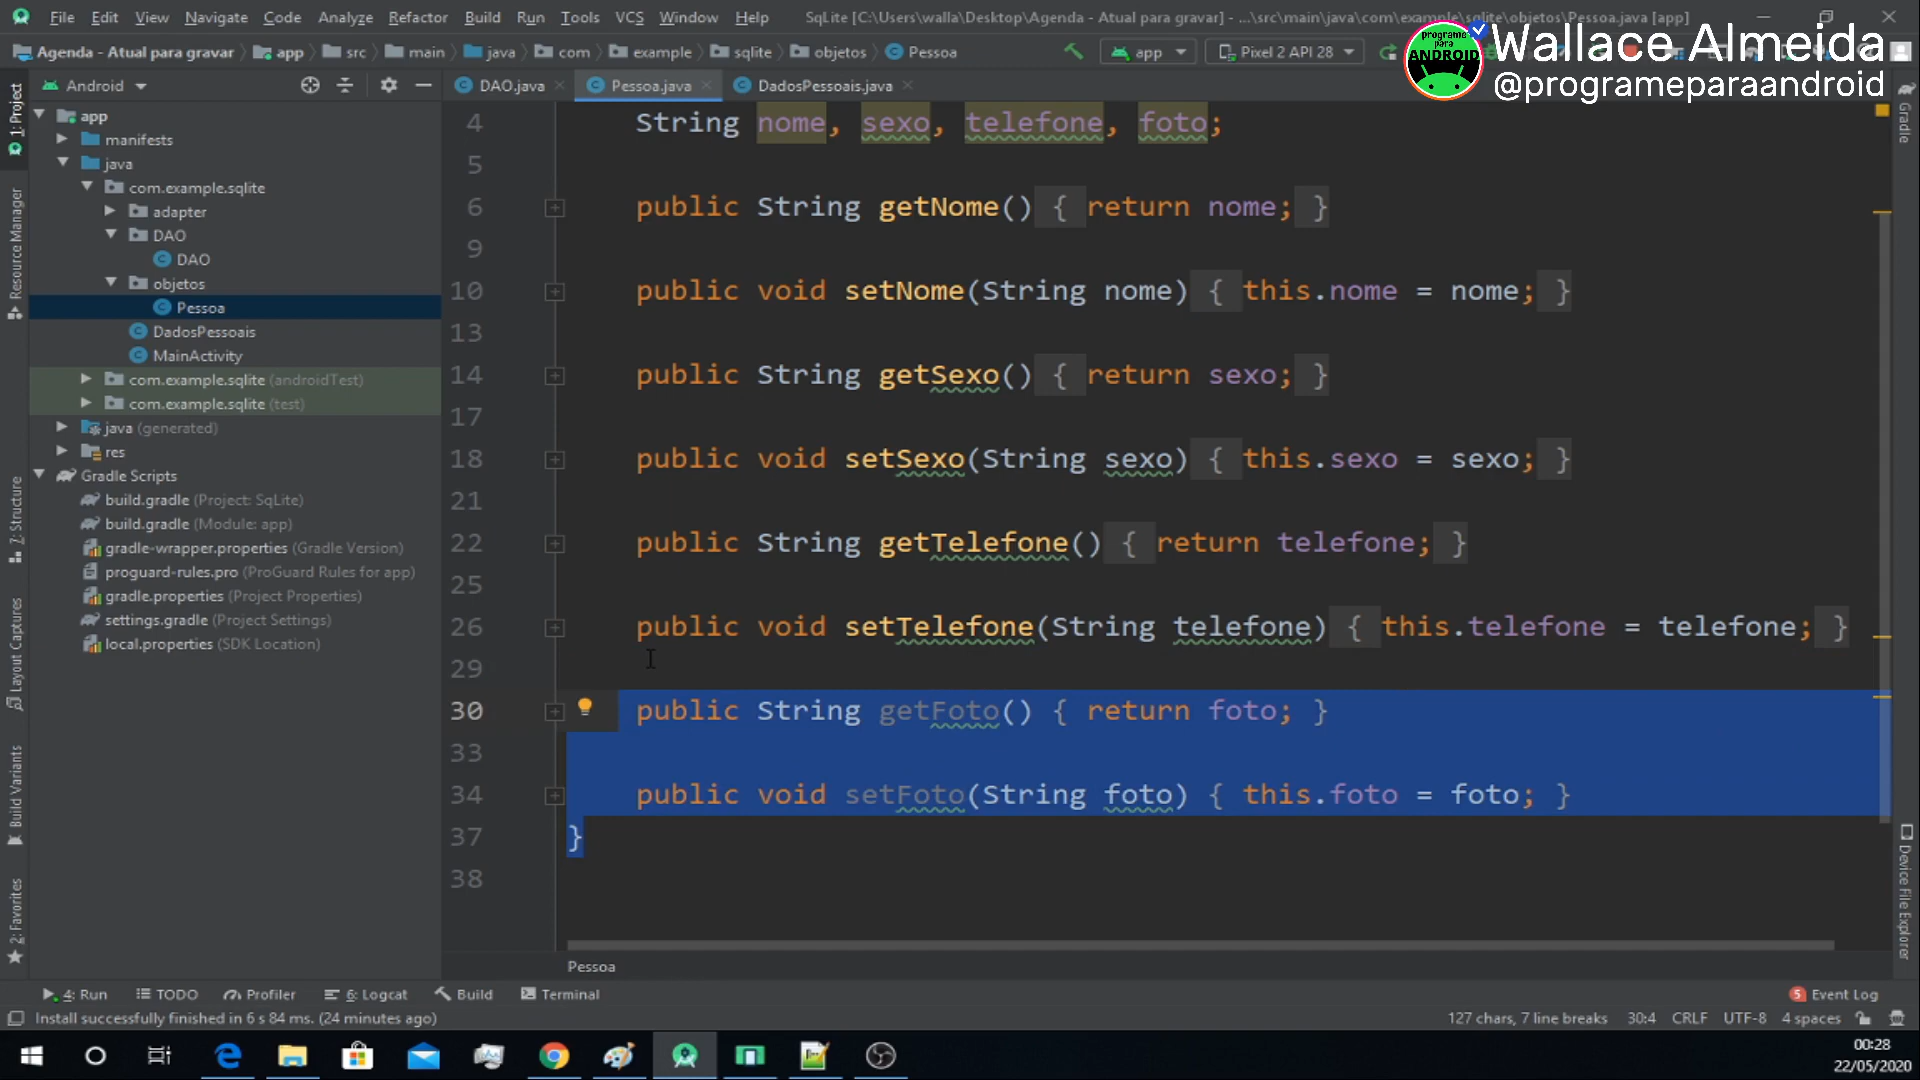 File Edit View Navigate Code Analyze Refactor Build Run Tools VCS Window Help SqLite [C:\Users\walla\Desktop\Agenda - Atual para gravar] - ...\src\main\java\com\example\sqlite\objetos\Pessoa.java [app]
Wallace Almeida
@programeparaandroid
programe para ANDROID
Agenda - Atual para gravar app src main java com example sqlite objetos Pessoa app Pixel 2 API 28
Android DAO.java Pessoa.java DadosPessoais.java
1: Project
Resource Manager
7: Structure
Layout Captures
Build Variants
2: Favorites
app
manifests
java
com.example.sqlite
adapter
DAO
DAO
objetos
Pessoa
DadosPessoais
MainActivity
com.example.sqlite (androidTest)
com.example.sqlite (test)
java (generated)
res
Gradle Scripts
build.gradle (Project: SqLite)
build.gradle (Module: app)
gradle-wrapper.properties (Gradle Version)
proguard-rules.pro (ProGuard Rules for app)
gradle.properties (Project Properties)
settings.gradle (Project Settings)
local.properties (SDK Location)
4 String nome, sexo, telefone, foto;
5
6 public String getNome() { return nome; }
9
10 public void setNome(String nome) { this.nome = nome; }
13
14 public String getSexo() { return sexo; }
17
18 public void setSexo(String sexo) { this.sexo = sexo; }
21
22 public String getTelefone() { return telefone; }
25
26 public void setTelefone(String telefone) { this.telefone = telefone; }
29
30 public String getFoto() { return foto; }
33
34 public void setFoto(String foto) { this.foto = foto; }
37 }
38
Gradle
Device File Explorer
Pessoa
4: Run TODO Profiler 6: Logcat Build Terminal 5 Event Log
Install successfully finished in 6 s 84 ms. (24 minutes ago) 127 chars, 7 line breaks 30:4 CRLF UTF-8 4 spaces
00:28
22/05/2020